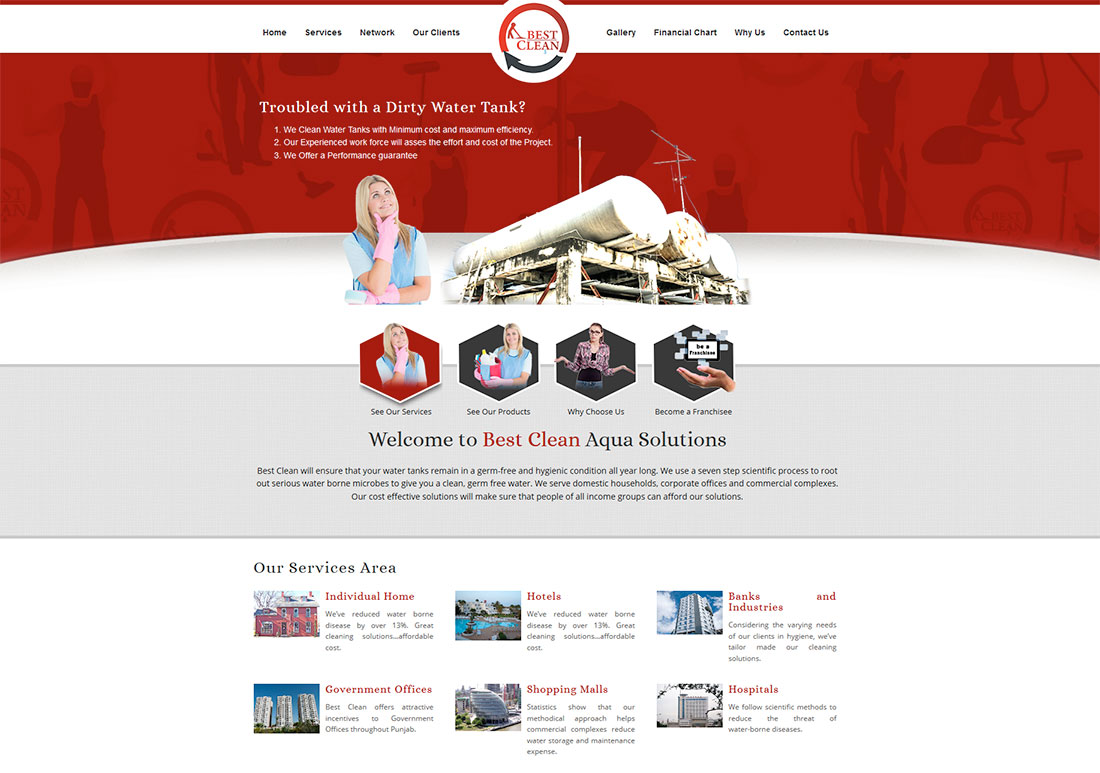 Home Services Network Our Clients
BEST
CLEAN
Gallery Financial Chart Why Us Contact Us
Troubled with a Dirty Water Tank?
1. We Clean Water Tanks with Minimum cost and maximum efficiency.
2. Our Experienced work force will asses the effort and cost of the Project.
3. We Offer a Performance guarantee
BEST
CLEAN
BEST
CLEAN
be a
Franchisee
See Our Services
See Our Products
Why Choose Us
Become a Franchisee
Welcome to Best Clean Aqua Solutions
Best Clean will ensure that your water tanks remain in a germ-free and hygienic condition all year long. We use a seven step scientific process to root
out serious water borne microbes to give you a clean, germ free water. We serve domestic households, corporate offices and commercial complexes.
Our cost effective solutions will make sure that people of all income groups can afford our solutions.
Our Services Area
Individual Home
We've reduced water borne
disease by over 13%. Great
cleaning solutions...affordable
cost.
Hotels
We've reduced water borne
disease by over 13%. Great
cleaning solutions...affordable
cost.
Banks and
Industries
Considering the varying needs
of our clients in hygiene, we've
tailor made our cleaning
solutions.
Government Offices
Best Clean offers attractive
incentives to Government
Offices throughout Punjab.
Shopping Malls
Statistics show that our
methodical approach helps
commercial complexes reduce
water storage and maintenance
expense.
Hospitals
We follow scientific methods to
reduce the threat of
water-borne diseases.